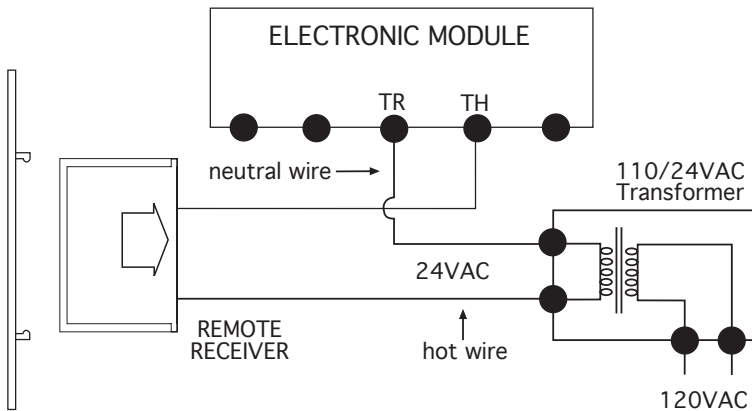 ELECTRONIC MODULE
TR TH
neutral wire
110/24VAC
Transformer
24VAC
REMOTE
RECEIVER
hot wire
120VAC